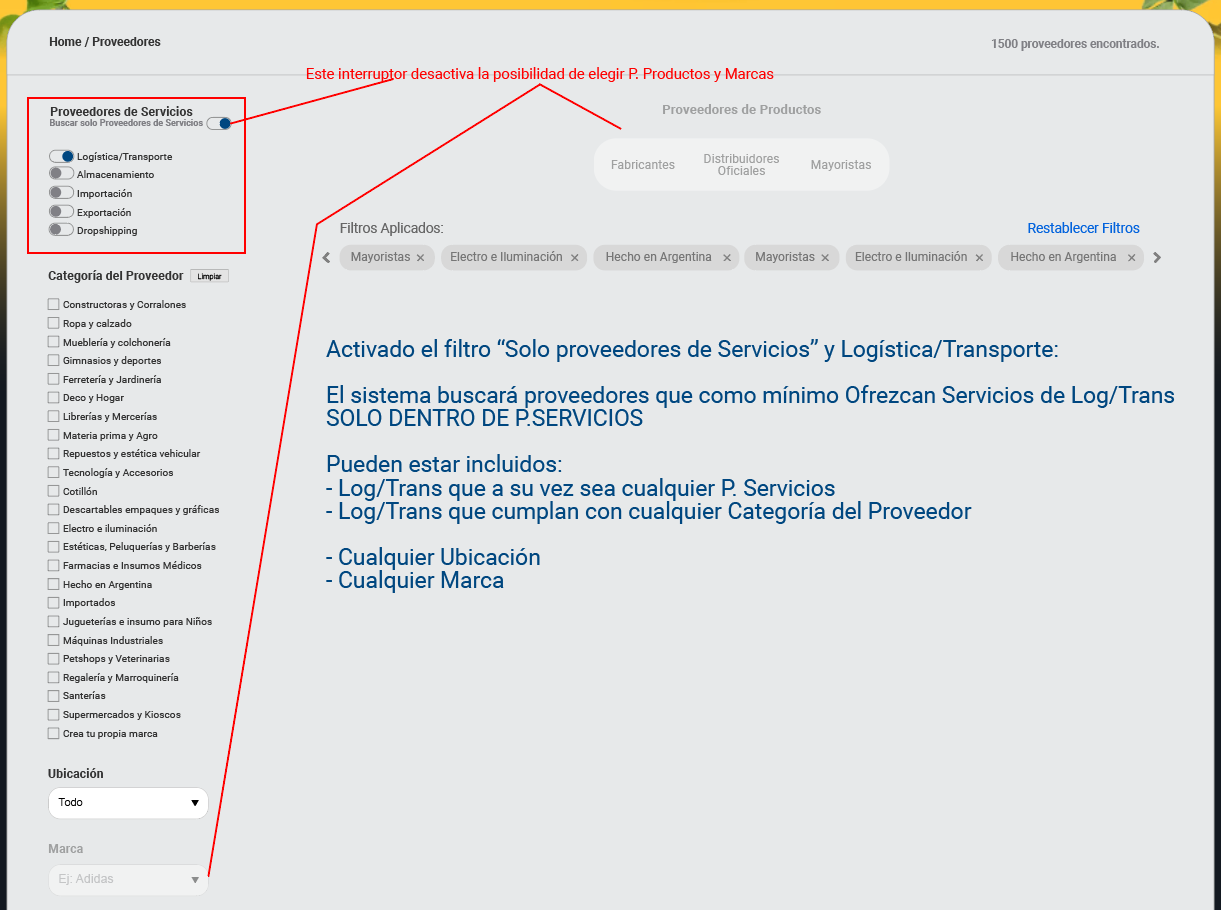 Home / Proveedores
1500 proveedores encontrados.
Este interruptor desactiva la posibilidad de elegir P. Productos y Marcas
Proveedores de Servicios
Buscar solo Proveedores de Servicios
Logística/Transporte
Almacenamiento
Importación
Exportación
Dropshipping
Proveedores de Productos
Fabricantes
Distribuidores
Oficiales
Mayoristas
Filtros Aplicados:
Restablecer Filtros
Mayoristas ×
Electro e Iluminación ×
Hecho en Argentina ×
Mayoristas ×
Electro e Iluminación ×
Hecho en Argentina ×
Categoría del Proveedor
Limpiar
Constructoras y Corralones
Ropa y calzado
Mueblería y colchonería
Gimnasios y deportes
Ferretería y Jardinería
Deco y Hogar
Librerías y Mercerías
Materia prima y Agro
Repuestos y estética vehicular
Tecnología y Accesorios
Cotillón
Descartables empaques y gráficas
Electro e iluminación
Estéticas, Peluquerías y Barberías
Farmacias e Insumos Médicos
Hecho en Argentina
Importados
Jugueterías e insumo para Niños
Máquinas Industriales
Petshops y Veterinarias
Regalería y Marroquinería
Santerías
Supermercados y Kioscos
Crea tu propia marca
Ubicación
Todo
Marca
Ej: Adidas
Activado el filtro “Solo proveedores de Servicios” y Logística/Transporte:
El sistema buscará proveedores que como mínimo Ofrezcan Servicios de Log/Trans
SOLO DENTRO DE P.SERVICIOS
Pueden estar incluidos:
- Log/Trans que a su vez sea cualquier P. Servicios
- Log/Trans que cumplan con cualquier Categoría del Proveedor
- Cualquier Ubicación
- Cualquier Marca